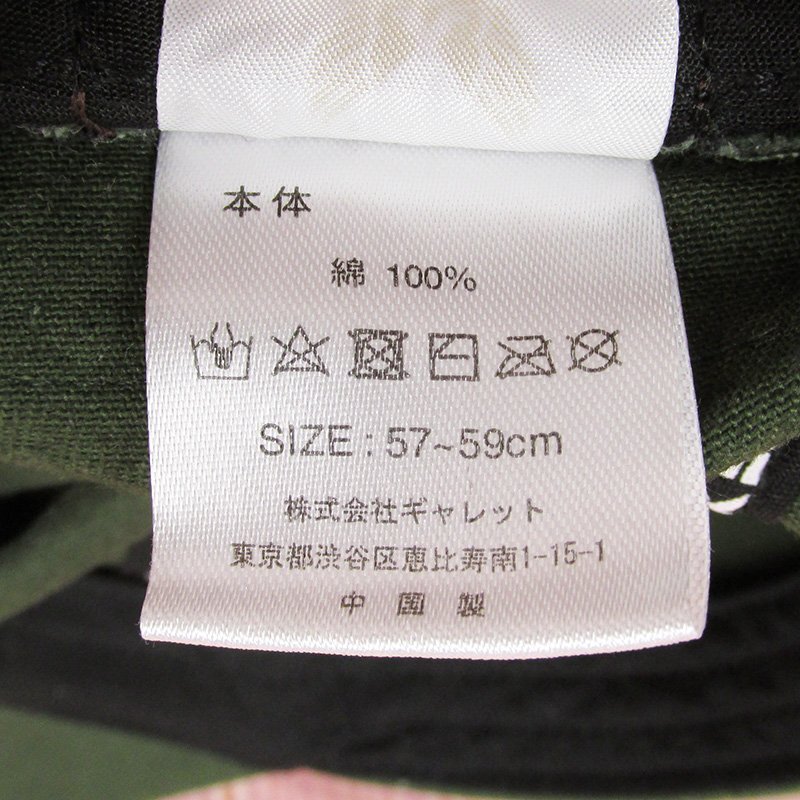 本体
綿 100%
SIZE : 57~59cm
株式会社ギャレット
東京都渋谷区恵比寿南1-15-1
中国製